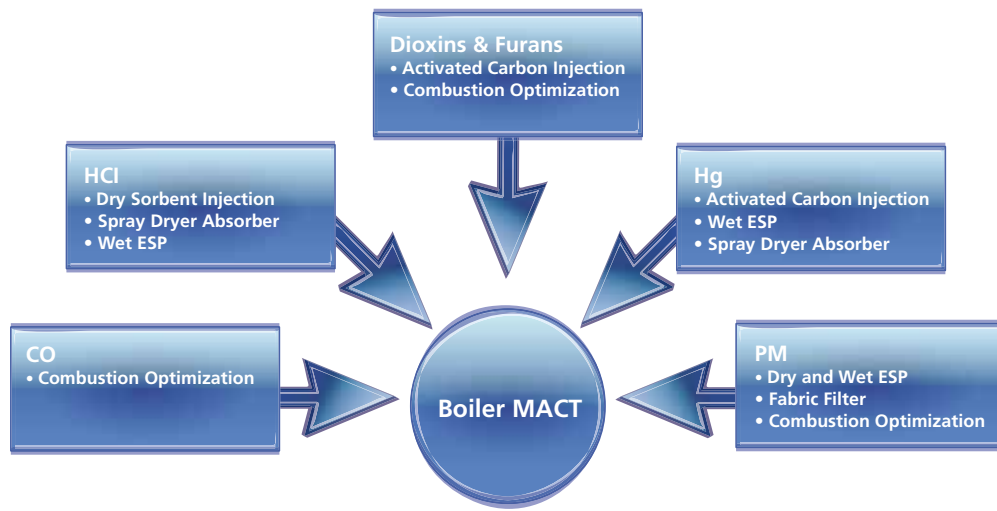 Dioxins & Furans
• Activated Carbon Injection
• Combustion Optimization
HCl
• Dry Sorbent Injection
• Spray Dryer Absorber
• Wet ESP
Hg
• Activated Carbon Injection
• Wet ESP
• Spray Dryer Absorber
CO
• Combustion Optimization
PM
• Dry and Wet ESP
• Fabric Filter
• Combustion Optimization
Boiler MACT